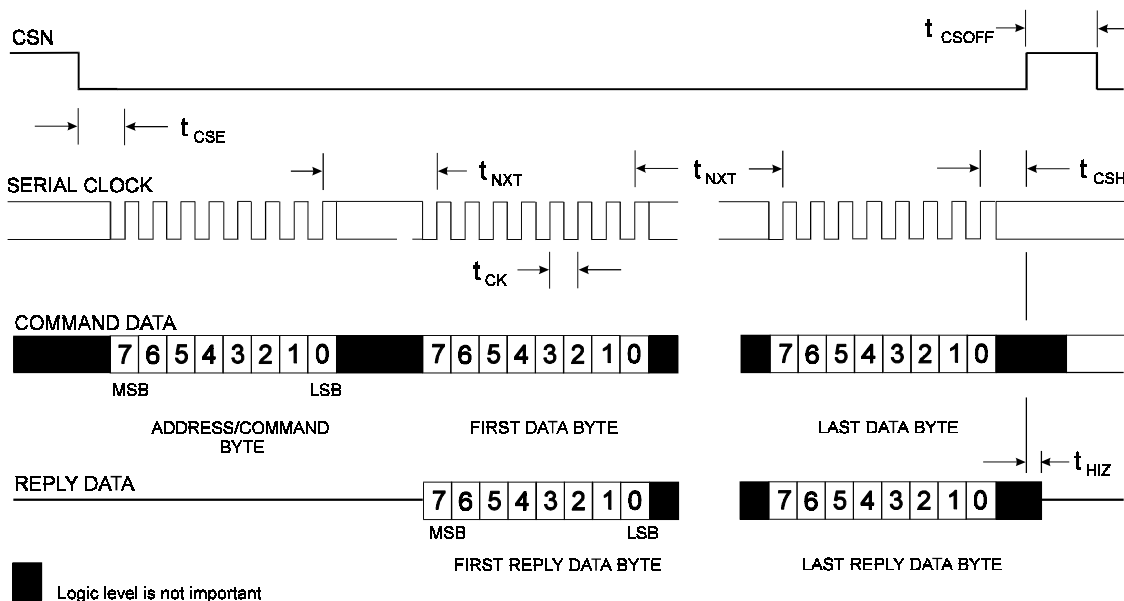 CSN
t CSOFF
t CSE
SERIAL CLOCK
t NXT
t NXT
t CSH
t CK
COMMAND DATA
7 6 5 4 3 2 1 0
7 6 5 4 3 2 1 0
7 6 5 4 3 2 1 0
MSB
LSB
ADDRESS/COMMAND
BYTE
FIRST DATA BYTE
LAST DATA BYTE
t HIZ
REPLY DATA
7 6 5 4 3 2 1 0
7 6 5 4 3 2 1 0
MSB
LSB
FIRST REPLY DATA BYTE
LAST REPLY DATA BYTE
Logic level is not important